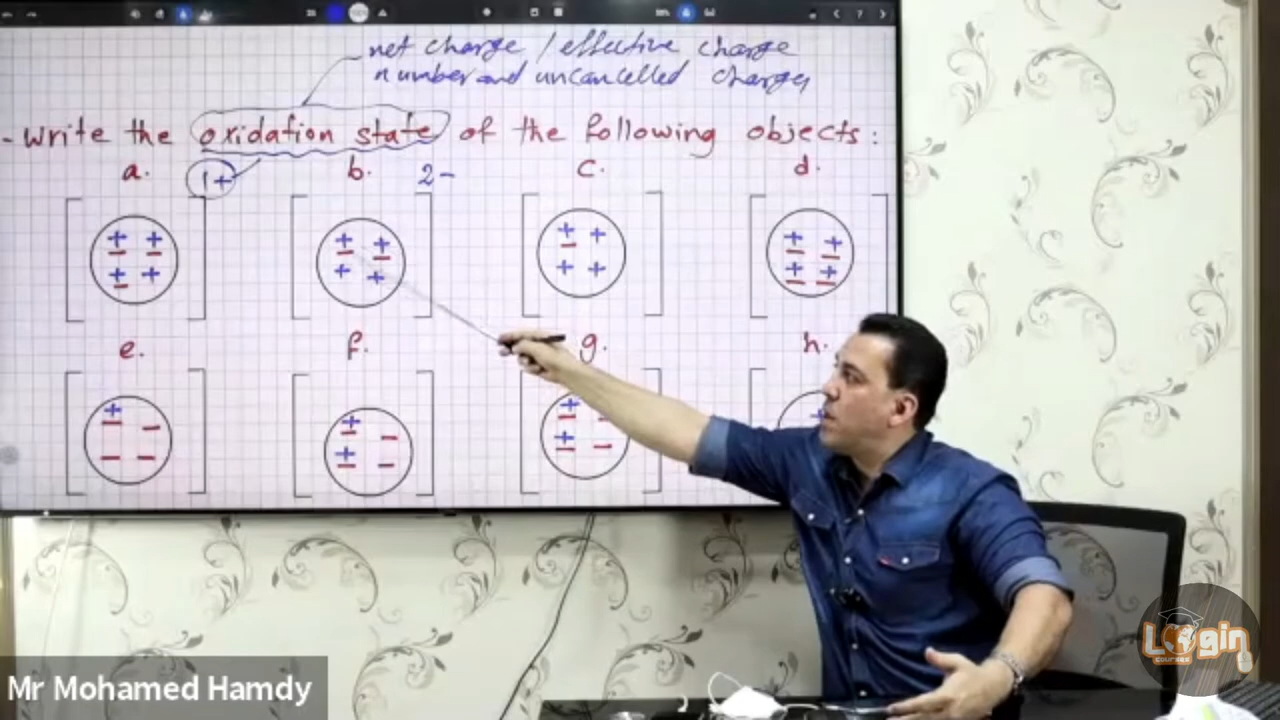 net charge / effective charge
number and uncancelled charges
- Write the oxidation state of the following objects:
a. 1+ b. 2- c. d.
+ + + + + + + +
- - - - - - -
+ + + + + + + +
- - -
e. f. g. h.
+ + + +
- - - - - -
+ +
- - - - - -
Mr Mohamed Hamdy
Login
COURSES